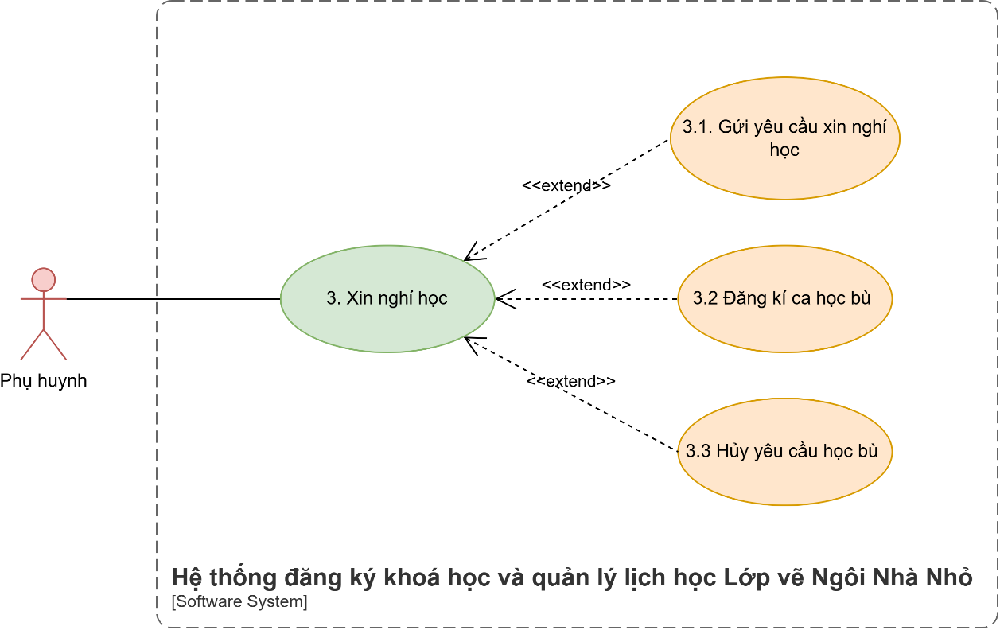 3.1. Gửi yêu cầu xin nghỉ
học
<<extend>>
<<extend>>
3. Xin nghỉ học
3.2 Đăng kí ca học bù
Phụ huynh
<<extend>>
3.3 Hủy yêu cầu học bù
Hệ thống đăng ký khoá học và quản lý lịch học Lớp vẽ Ngôi Nhà Nhỏ
[Software System]